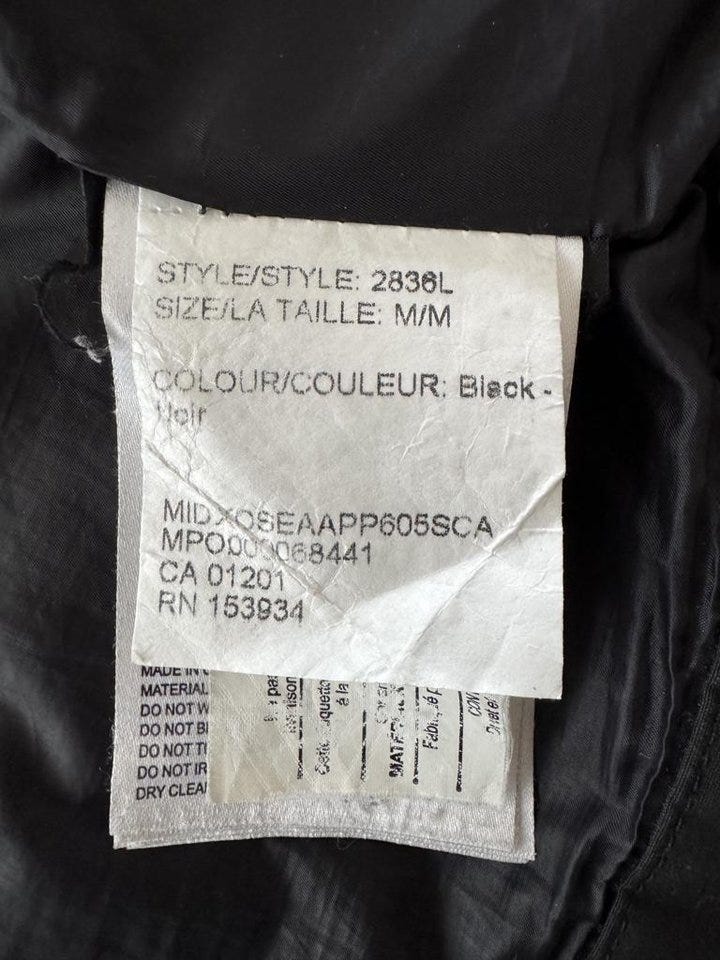 STYLE/STYLE: 2836L
SIZE/LA TAILLE: M/M
COLOUR/COULEUR: Black -
Noir
MIDXOSEAAPP605SCA
MPO000068441
CA 01201
RN 153934
MADE IN
MATERIAL
DO NOT
DO NOT
DO NOT
DO NOT
DRY
à la